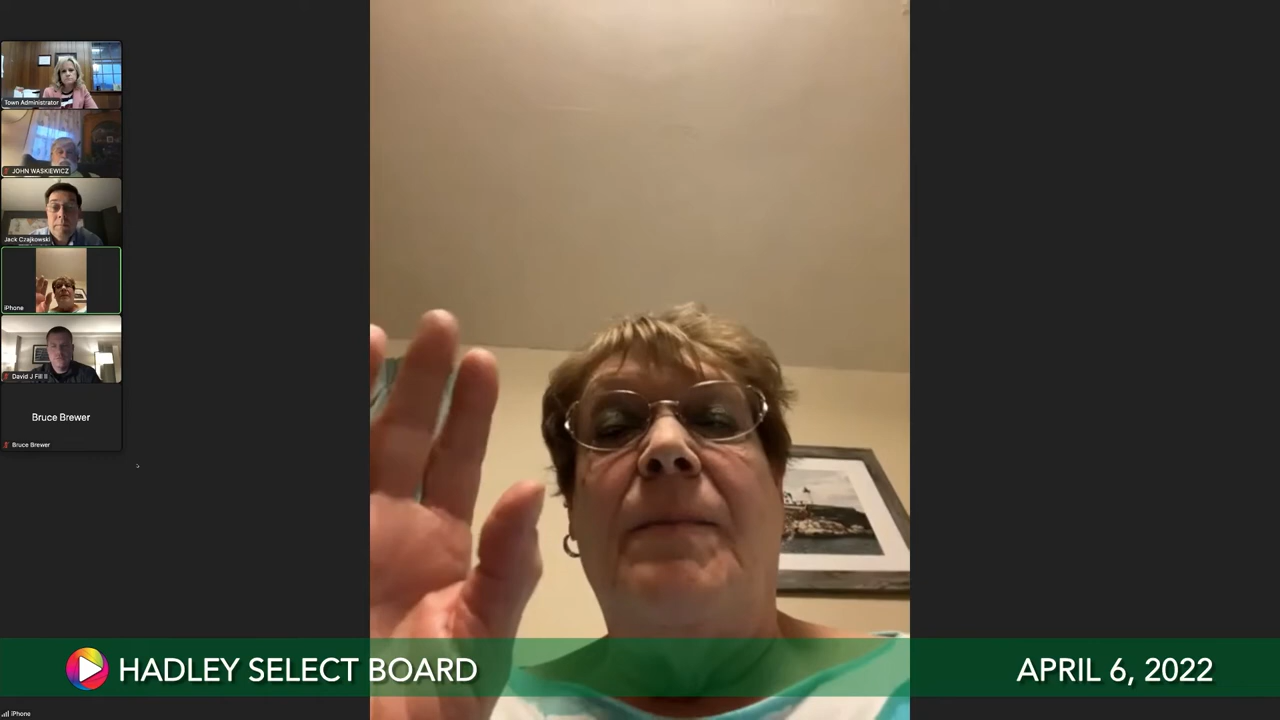 Town Administrator
JOHN WASKIEWICZ
Jack Czajkowski
iPhone
David J Fill II
Bruce Brewer
Bruce Brewer
HADLEY SELECT BOARD
APRIL 6, 2022
iPhone